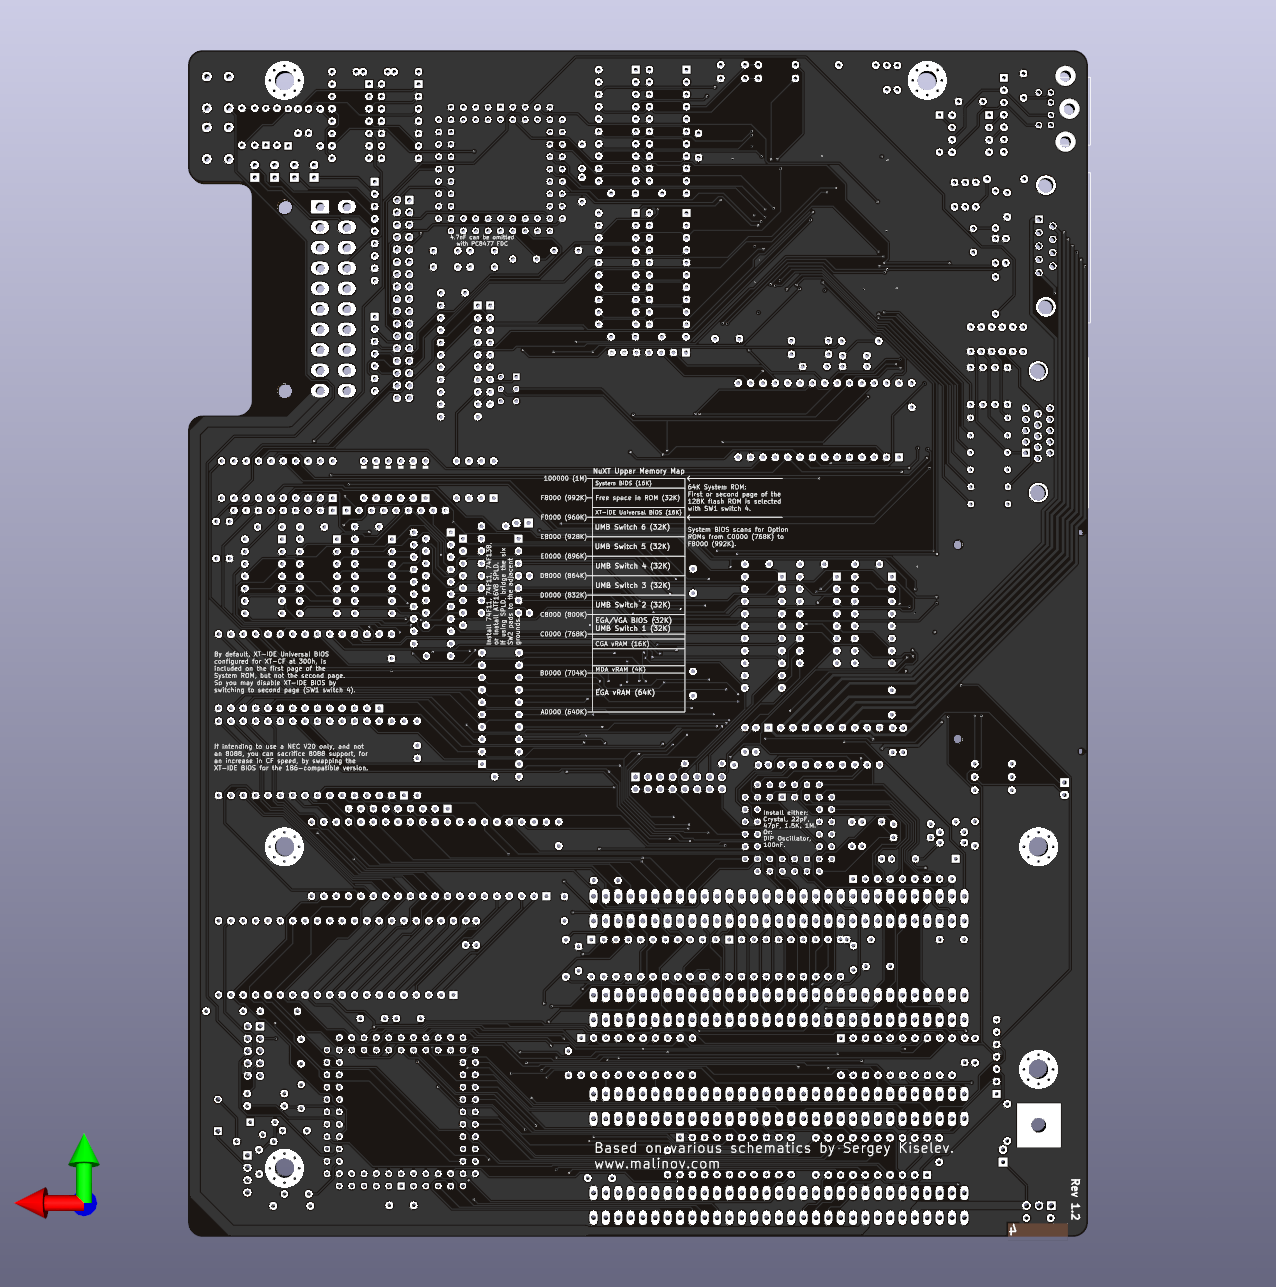 4.7nF can be omitted
with PC8477 FDC
NuXT Upper Memory Map
100000 (1M)
System BIOS (16K)
F8000 (992K)
Free space in ROM (32K)
64K System ROM:
First or second page of the
128K flash ROM is selected
with SW1 switch 4.
F0000 (960K)
XT-IDE Universal BIOS (16K)
UMB Switch 6 (32K)
System BIOS scans for Option
ROMs from C0000 (768K) to
F8000 (992K).
E8000 (928K)
UMB Switch 5 (32K)
E0000 (896K)
UMB Switch 4 (32K)
D8000 (864K)
UMB Switch 3 (32K)
D0000 (832K)
UMB Switch 2 (32K)
C8000 (800K)
EGA/VGA BIOS (32K)
UMB Switch 1 (32K)
C0000 (768K)
CGA vRAM (16K)
B0000 (704K)
MDA vRAM (4K)
EGA vRAM (64K)
A0000 (640K)
Install 74F11, 74F11, 74F139,
or install ATF16V8 SPLD.
If using SPLD, bridge the six
SW2 pads to the adjacent
grounds.
By default, XT-IDE Universal BIOS
configured for XT-CF at 300h, is
included on the first page of the
System ROM, but not the second page.
So you may disable XT-IDE BIOS by
switching to second page (SW1 switch 4).
If intending to use a NEC V20 only, and not
an 8088, you can sacrifice 8088 support, for
an increase in CF speed, by swapping the
XT-IDE BIOS for the 186-compatible version.
Install either:
Crystal, 22pF,
47pF, 1.5K, 1M.
Or:
DIP Oscillator,
100nF.
Based on various schematics by Sergey Kiselev.
www.malinov.com
Rev 1.2